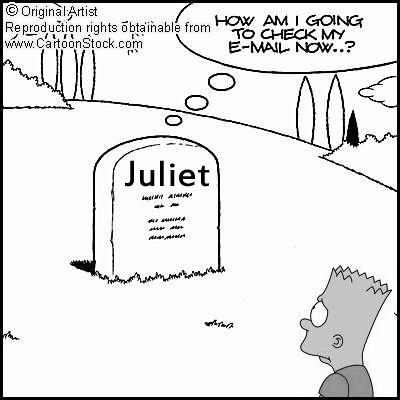 © Original Artist
Reproduction rights obtainable from
www.CartoonStock.com
HOW AM I GOING
TO CHECK MY
E-MAIL NOW..?
Juliet